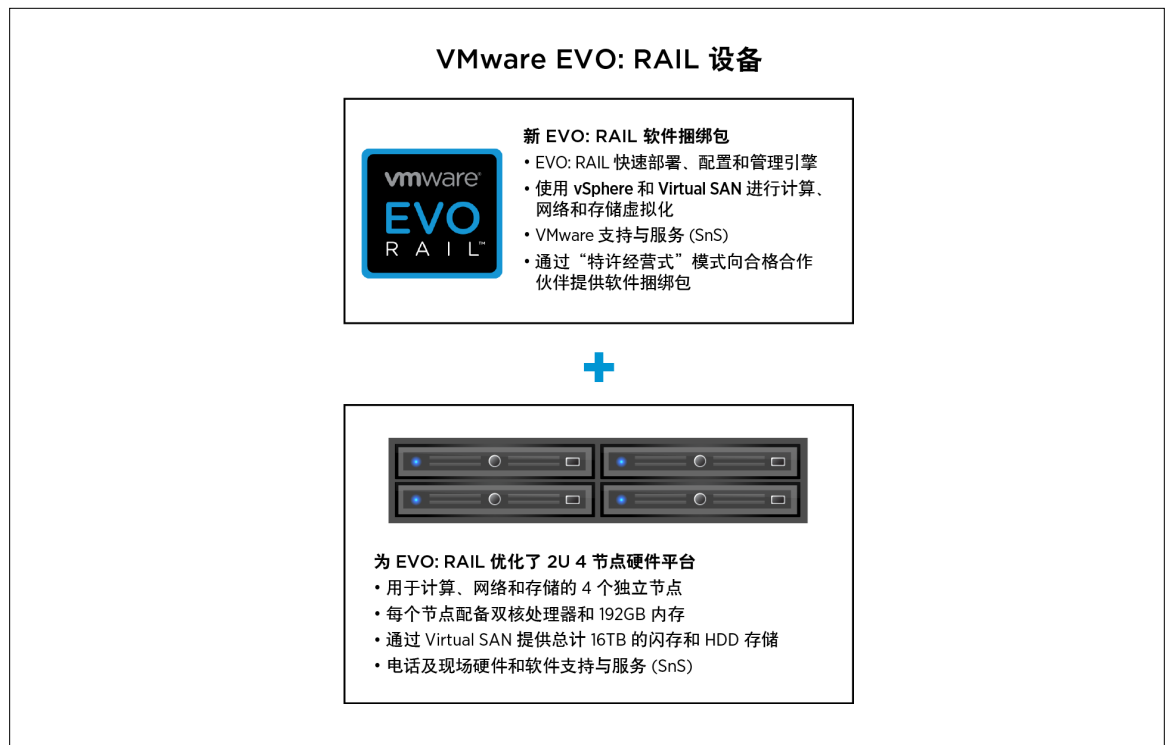 VMware EVO: RAIL 设备
vmware®
EVO
RAIL™
新 EVO: RAIL 软件捆绑包
• EVO: RAIL 快速部署、配置和管理引擎
• 使用 vSphere 和 Virtual SAN 进行计算、
网络和存储虚拟化
• VMware 支持与服务 (SnS)
• 通过“特许经营式”模式向合格合作
伙伴提供软件捆绑包
+
为 EVO: RAIL 优化了 2U 4 节点硬件平台
• 用于计算、网络和存储的 4 个独立节点
• 每个节点配备双核处理器和 192GB 内存
• 通过 Virtual SAN 提供总计 16TB 的闪存和 HDD 存储
• 电话及现场硬件和软件支持与服务 (SnS)